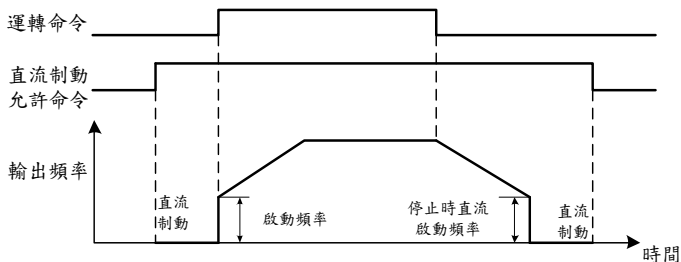 運轉命令
直流制動
允許命令
輸出頻率
直流
制動
啟動頻率
停止時直流
啟動頻率
直流
制動
時間